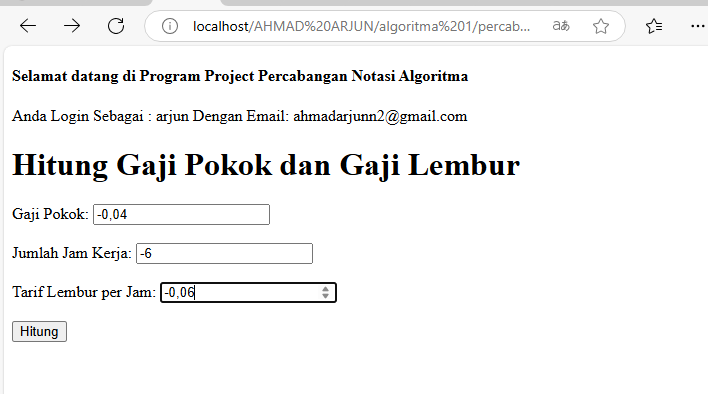 localhost/AHMAD%20ARJUN/algoritma%201/percab...
Selamat datang di Program Project Percabangan Notasi Algoritma
Anda Login Sebagai : arjun Dengan Email: ahmadarjunn2@gmail.com
Hitung Gaji Pokok dan Gaji Lembur
Gaji Pokok: -0,04
Jumlah Jam Kerja: -6
Tarif Lembur per Jam: -0,06
Hitung